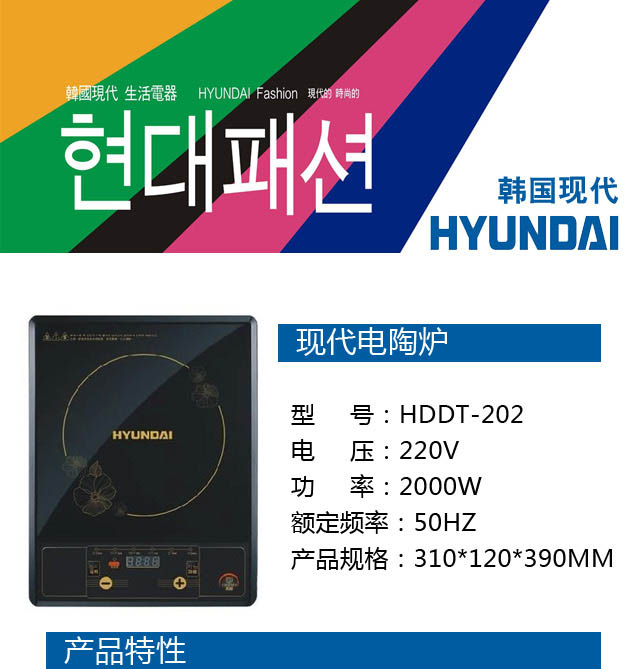 韓國現代 生活電器 HYUNDAI Fashion 現代的 時尚的
현대패션
韩国现代
HYUNDAI
现代电陶炉
HYUNDAI
型 号：HDDT-202
电 压：220V
功 率：2000W
额定频率：50HZ
产品规格：310*120*390MM
产品特性